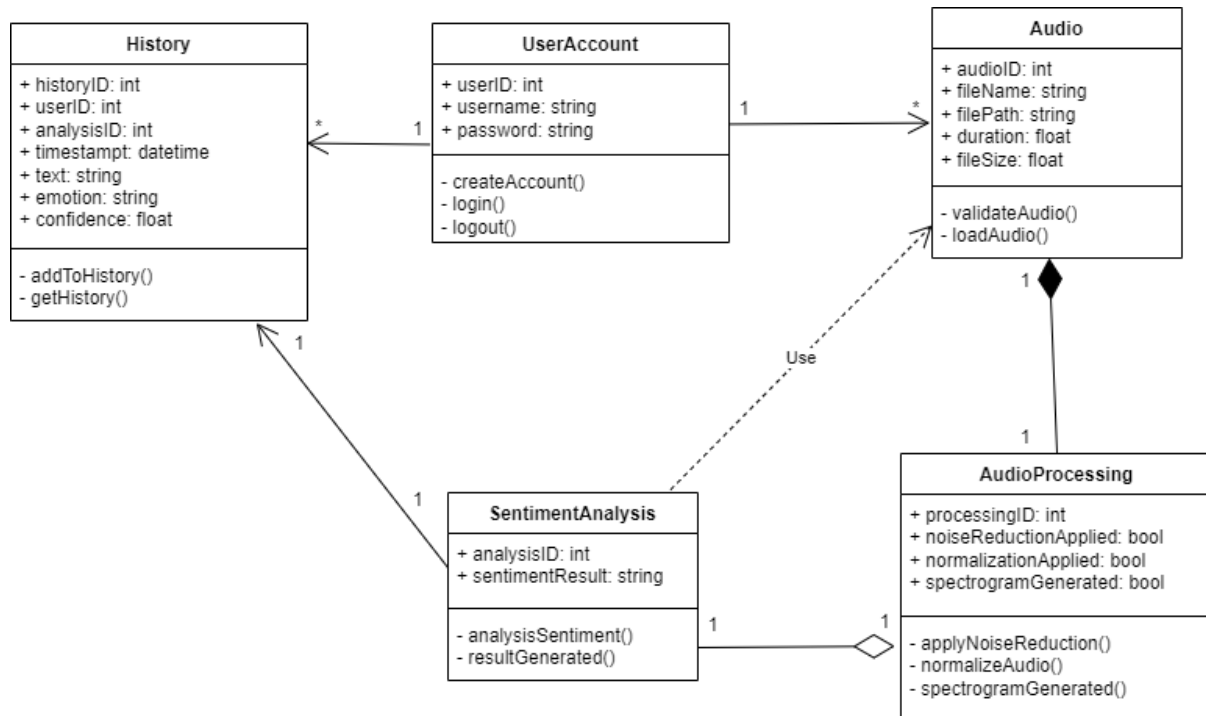 History
+ historyID: int
+ userID: int
+ analysisID: int
+ timestampt: datetime
+ text: string
+ emotion: string
+ confidence: float
- addToHistory()
- getHistory()
UserAccount
+ userID: int
+ username: string
+ password: string
- createAccount()
- login()
- logout()
Audio
+ audioID: int
+ fileName: string
+ filePath: string
+ duration: float
+ fileSize: float
- validateAudio()
- loadAudio()
*
1
1
*
1
1
Use
1
1
SentimentAnalysis
+ analysisID: int
+ sentimentResult: string
- analysisSentiment()
- resultGenerated()
1
1
AudioProcessing
+ processingID: int
+ noiseReductionApplied: bool
+ normalizationApplied: bool
+ spectrogramGenerated: bool
- applyNoiseReduction()
- normalizeAudio()
- spectrogramGenerated()